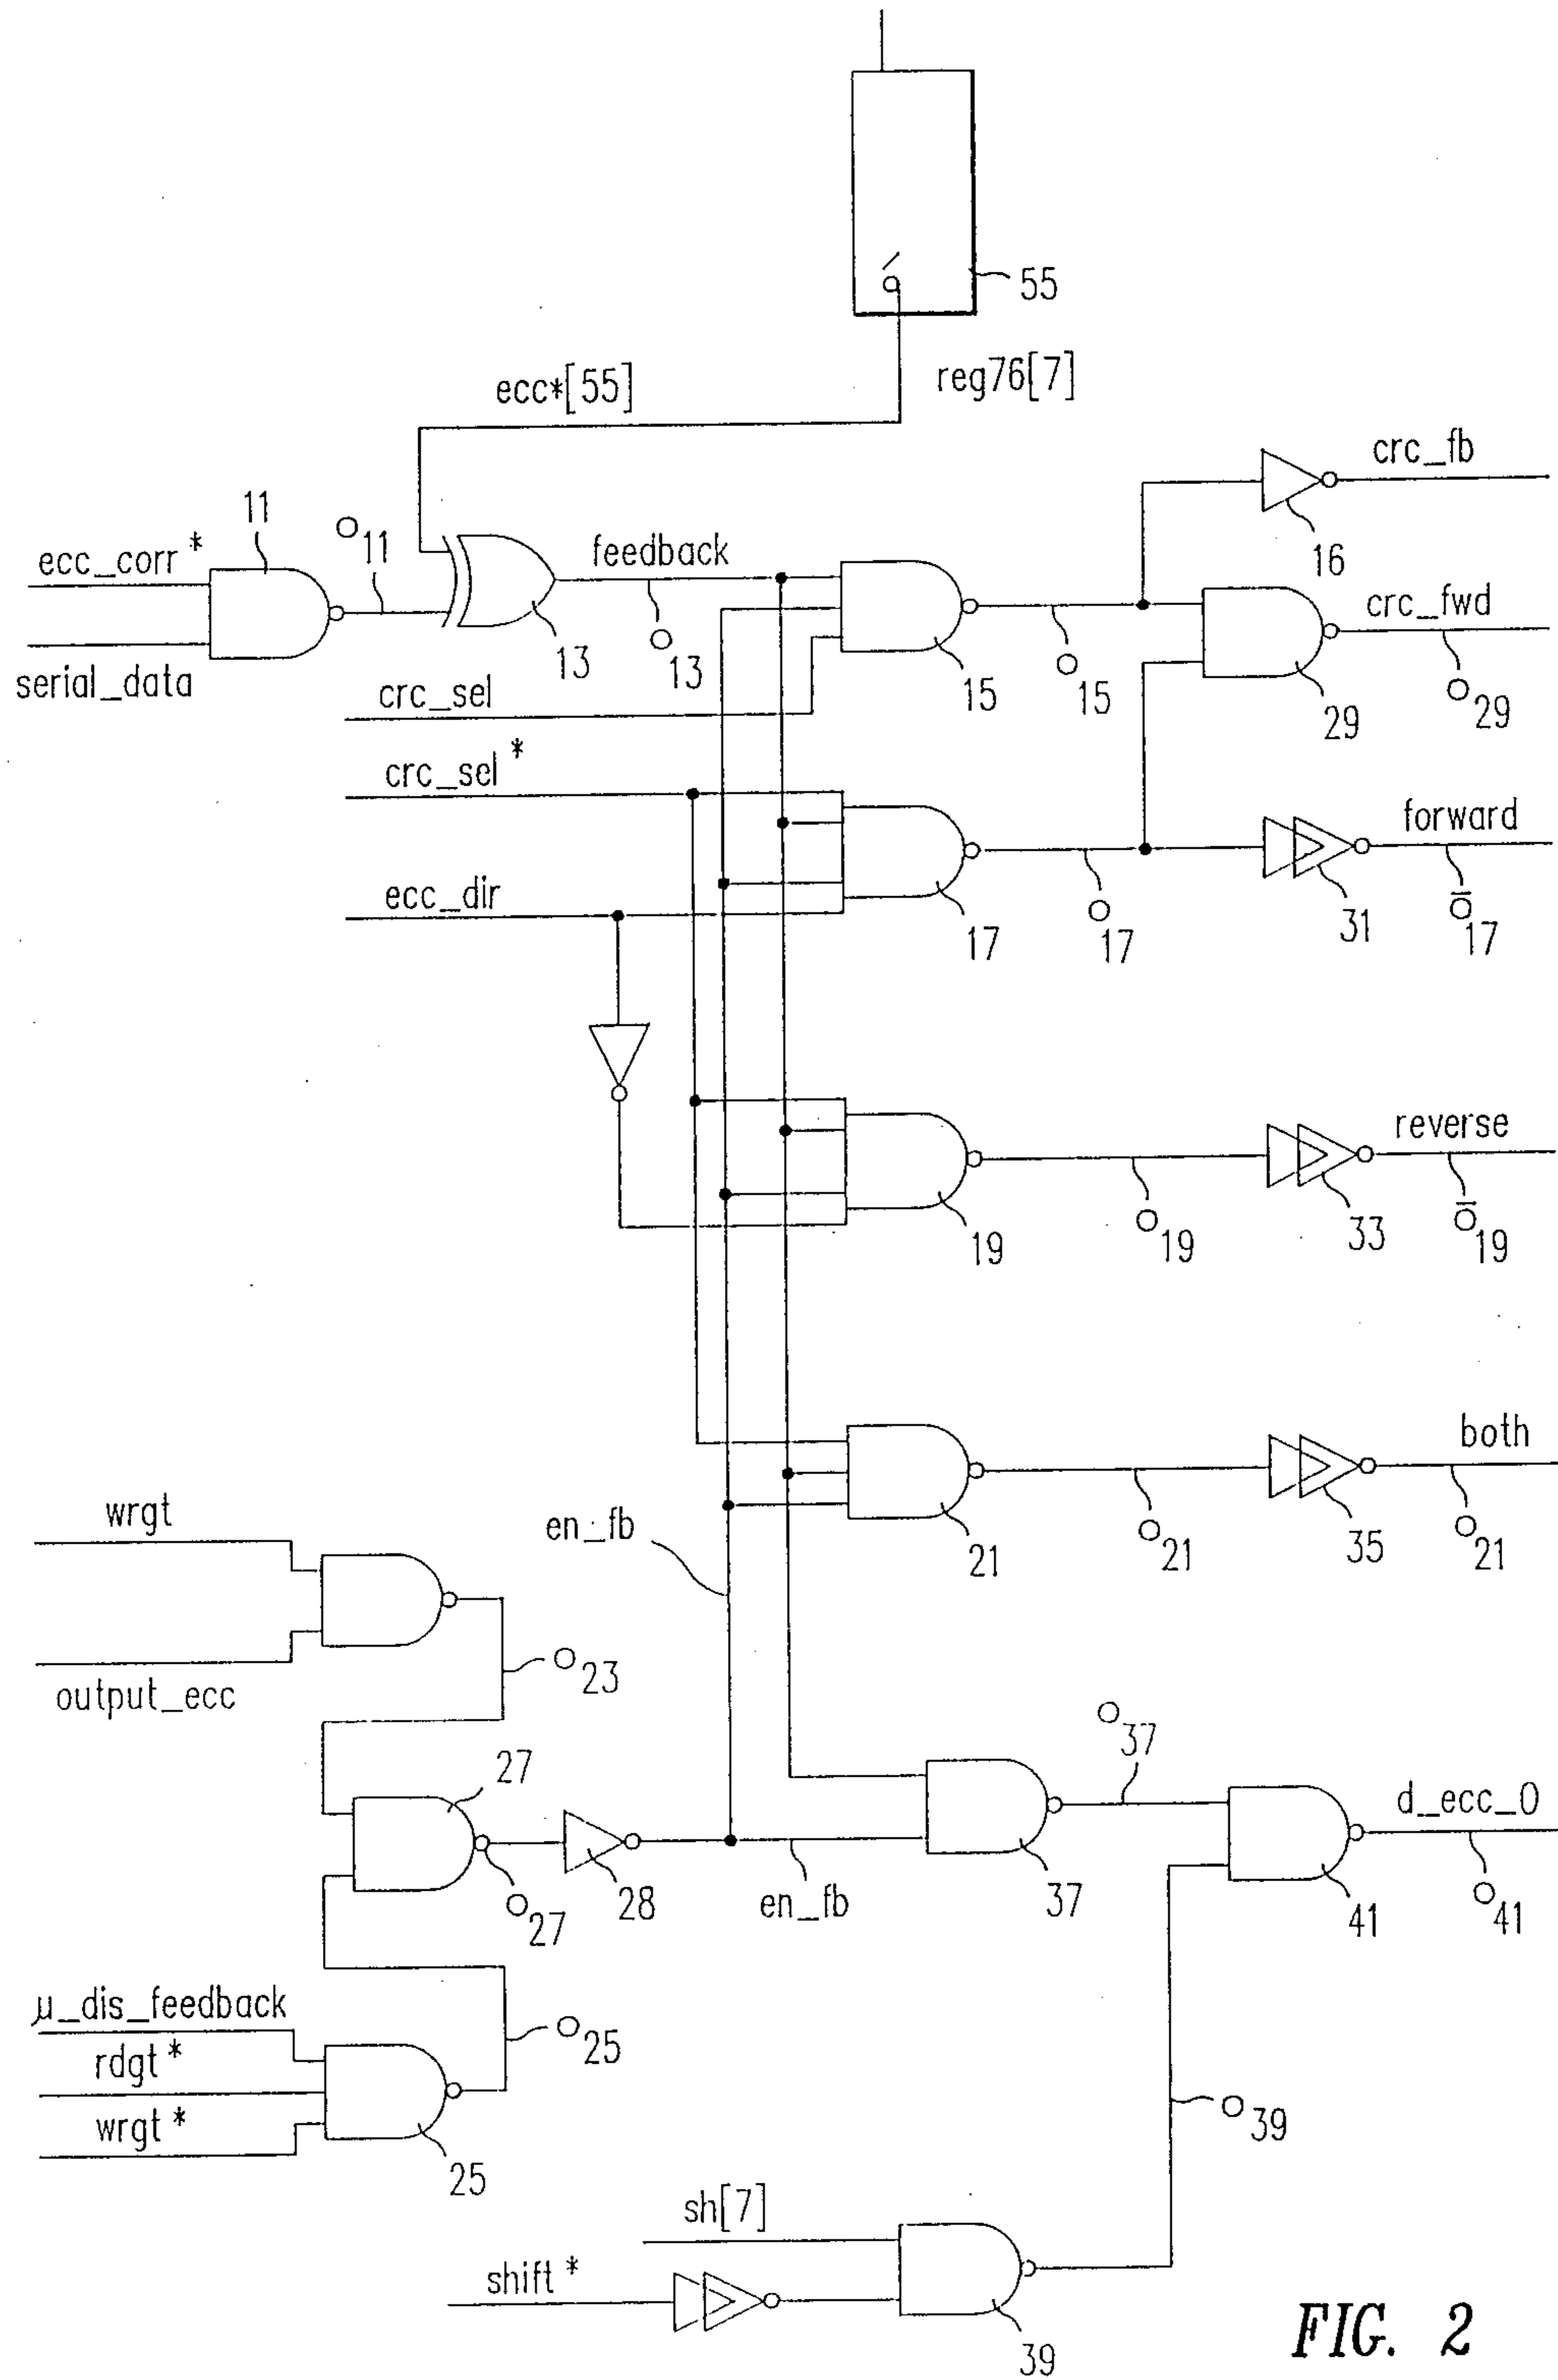 55
reg76[7]
ecc*[55]
crc_fb
16
11
O11
ecc_corr*
11
serial_data
feedback
13
O13
15
O15
crc_fwd
29
O29
crc_sel
crc_sel*
ecc_dir
17
O17
forward
31
O̅17
19
O19
reverse
33
O̅19
21
O21
both
35
O21
wrgt
output_ecc
O23
en_fb
27
O27
28
en_fb
O37
37
d_ecc_0
41
O41
μ_dis_feedback
rdgt*
wrgt*
25
O25
O39
sh[7]
shift*
39
FIG. 2